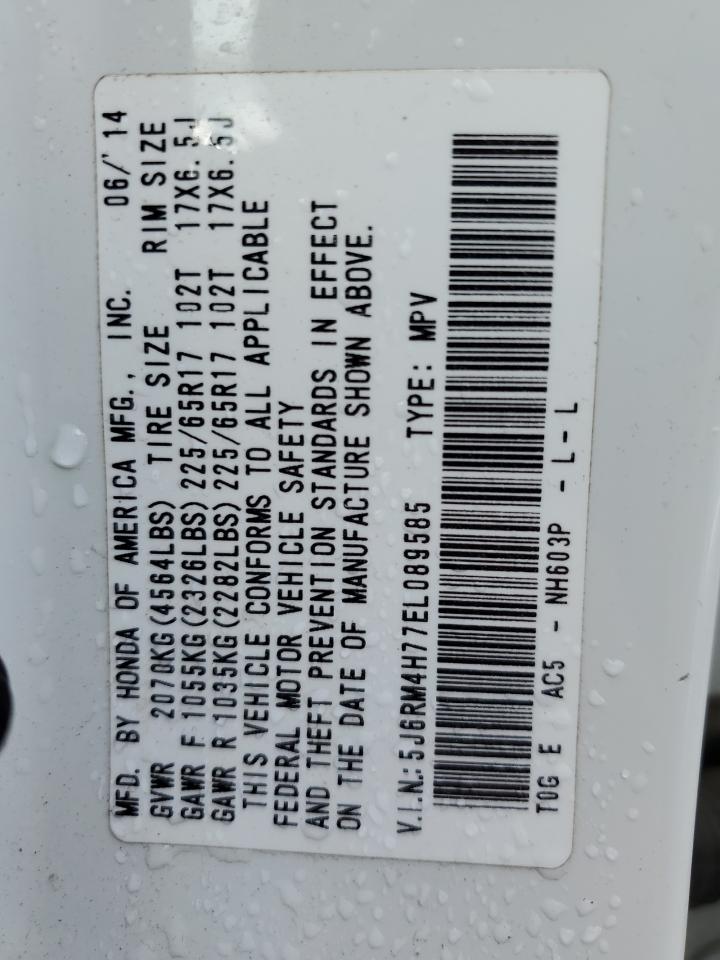 MFD. BY HONDA OF AMERICA MFG., INC. 06/'14
GVWR 2070KG(4564LBS) TIRE SIZE RIM SIZE
GAWR F 1055KG(2326LBS) 225/65R17 102T 17X6.5J
GAWR R 1035KG(2282LBS) 225/65R17 102T 17X6.5J
THIS VEHICLE CONFORMS TO ALL APPLICABLE
FEDERAL MOTOR VEHICLE SAFETY
AND THEFT PREVENTION STANDARDS IN EFFECT
ON THE DATE OF MANUFACTURE SHOWN ABOVE.
V.I.N.: 5J6RM4H77EL089585 TYPE: MPV
TOG E AC5 - NH603P - L-L